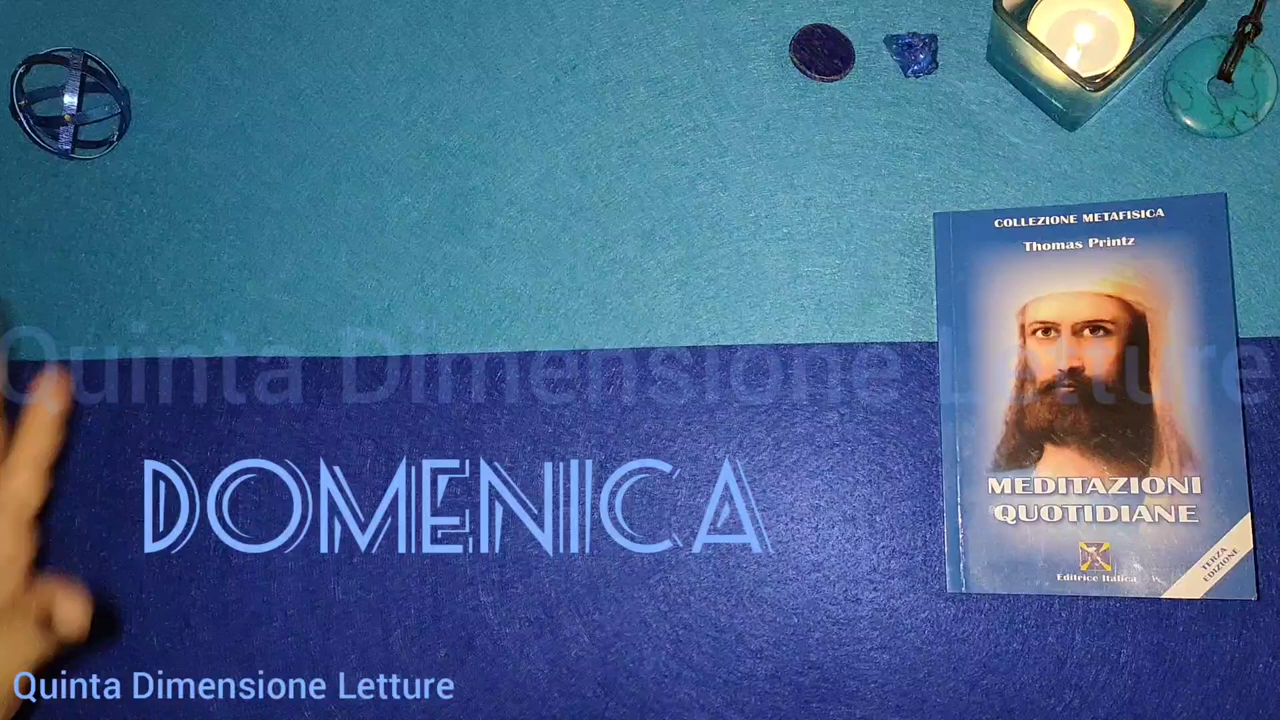 COLLEZIONE METAFISICA
Thomas Printz
Quinta Dimensione Letture
DOMENICA
MEDITAZIONI
QUOTIDIANE
TERZA
EDIZIONE
Editrice Italica
Quinta Dimensione Letture